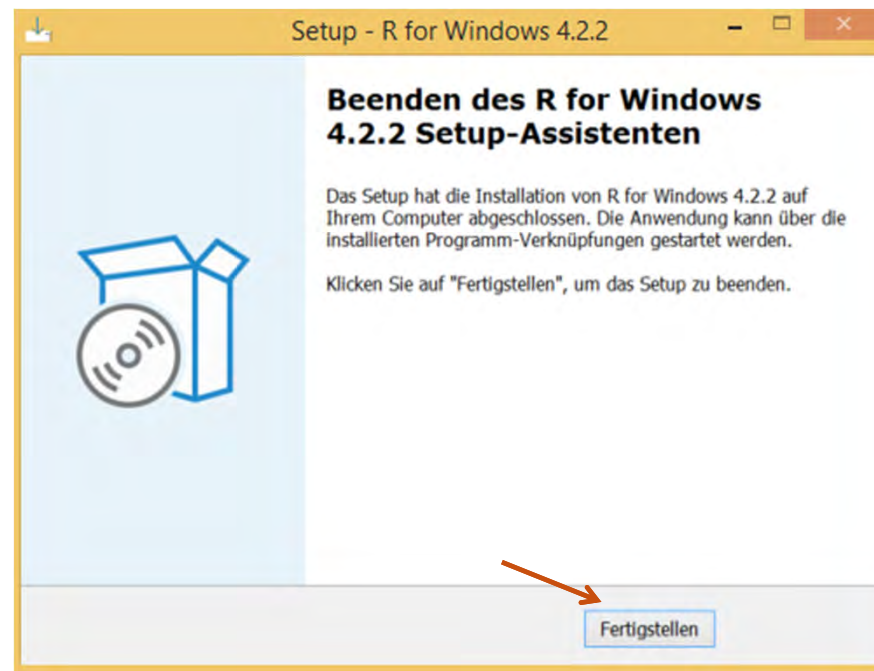 Setup - R for Windows 4.2.2
Beenden des R for Windows
4.2.2 Setup-Assistenten
Das Setup hat die Installation von R for Windows 4.2.2 auf
Ihrem Computer abgeschlossen. Die Anwendung kann über die
installierten Programm-Verknüpfungen gestartet werden.
Klicken Sie auf "Fertigstellen", um das Setup zu beenden.
Fertigstellen